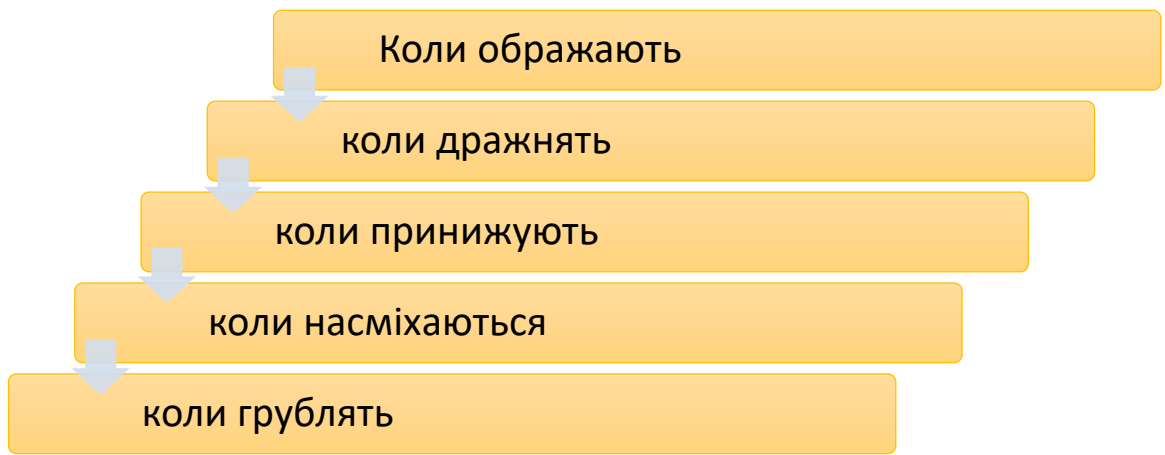 Коли ображають
коли дражнять
коли принижують
коли насміхаються
коли грублять